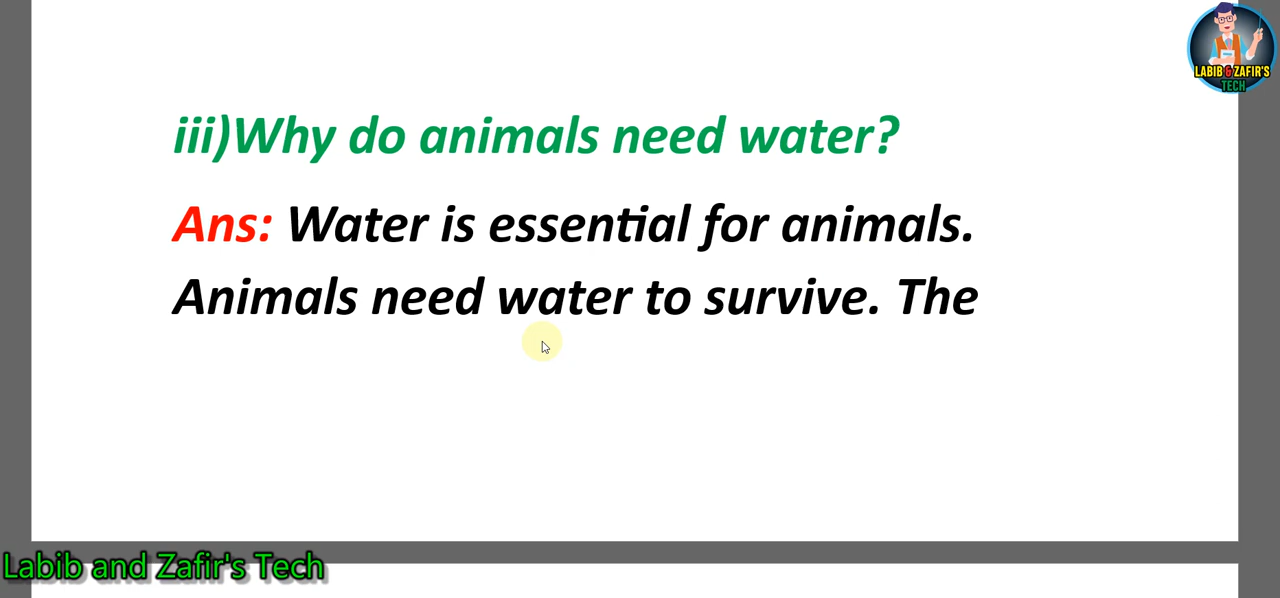 LABIB & ZAFIR'S
TECH
iii)Why do animals need water?
Ans: Water is essential for animals.
Animals need water to survive. The
Labib and Zafir's Tech